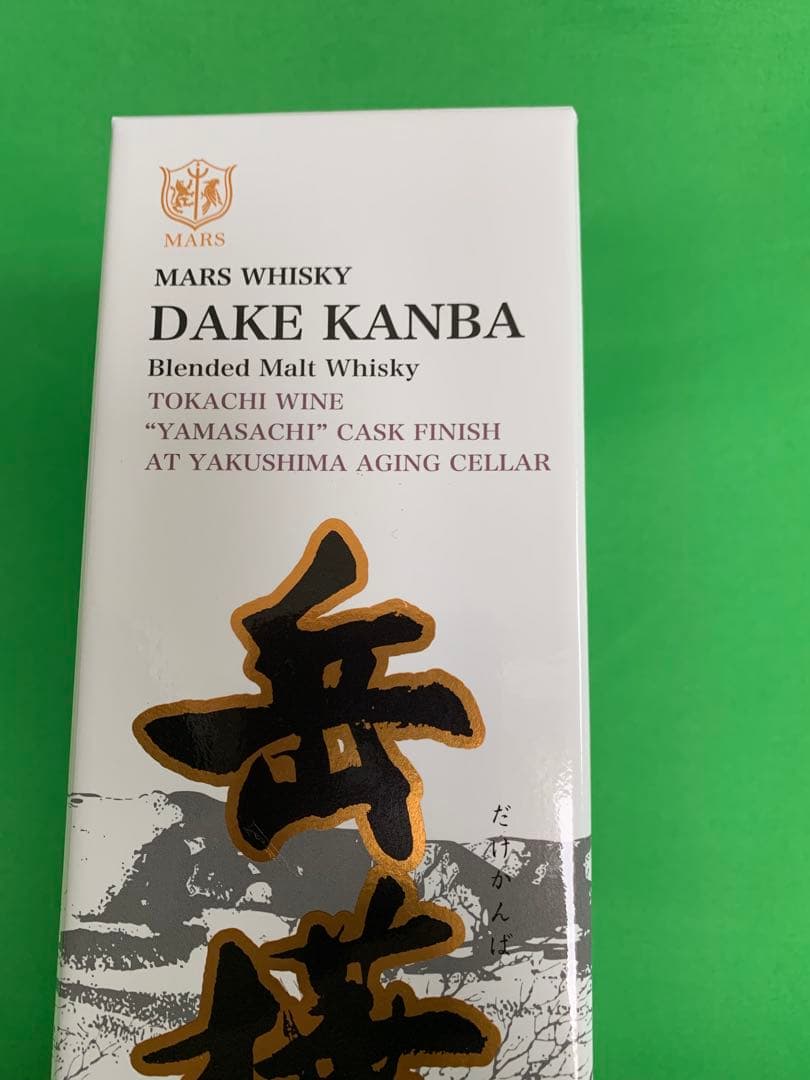 MARS
MARS WHISKY
DAKE KANBA
Blended Malt Whisky
TOKACHI WINE
“YAMASACHI” CASK FINISH
AT YAKUSHIMA AGING CELLAR
岳樺
だけかんば